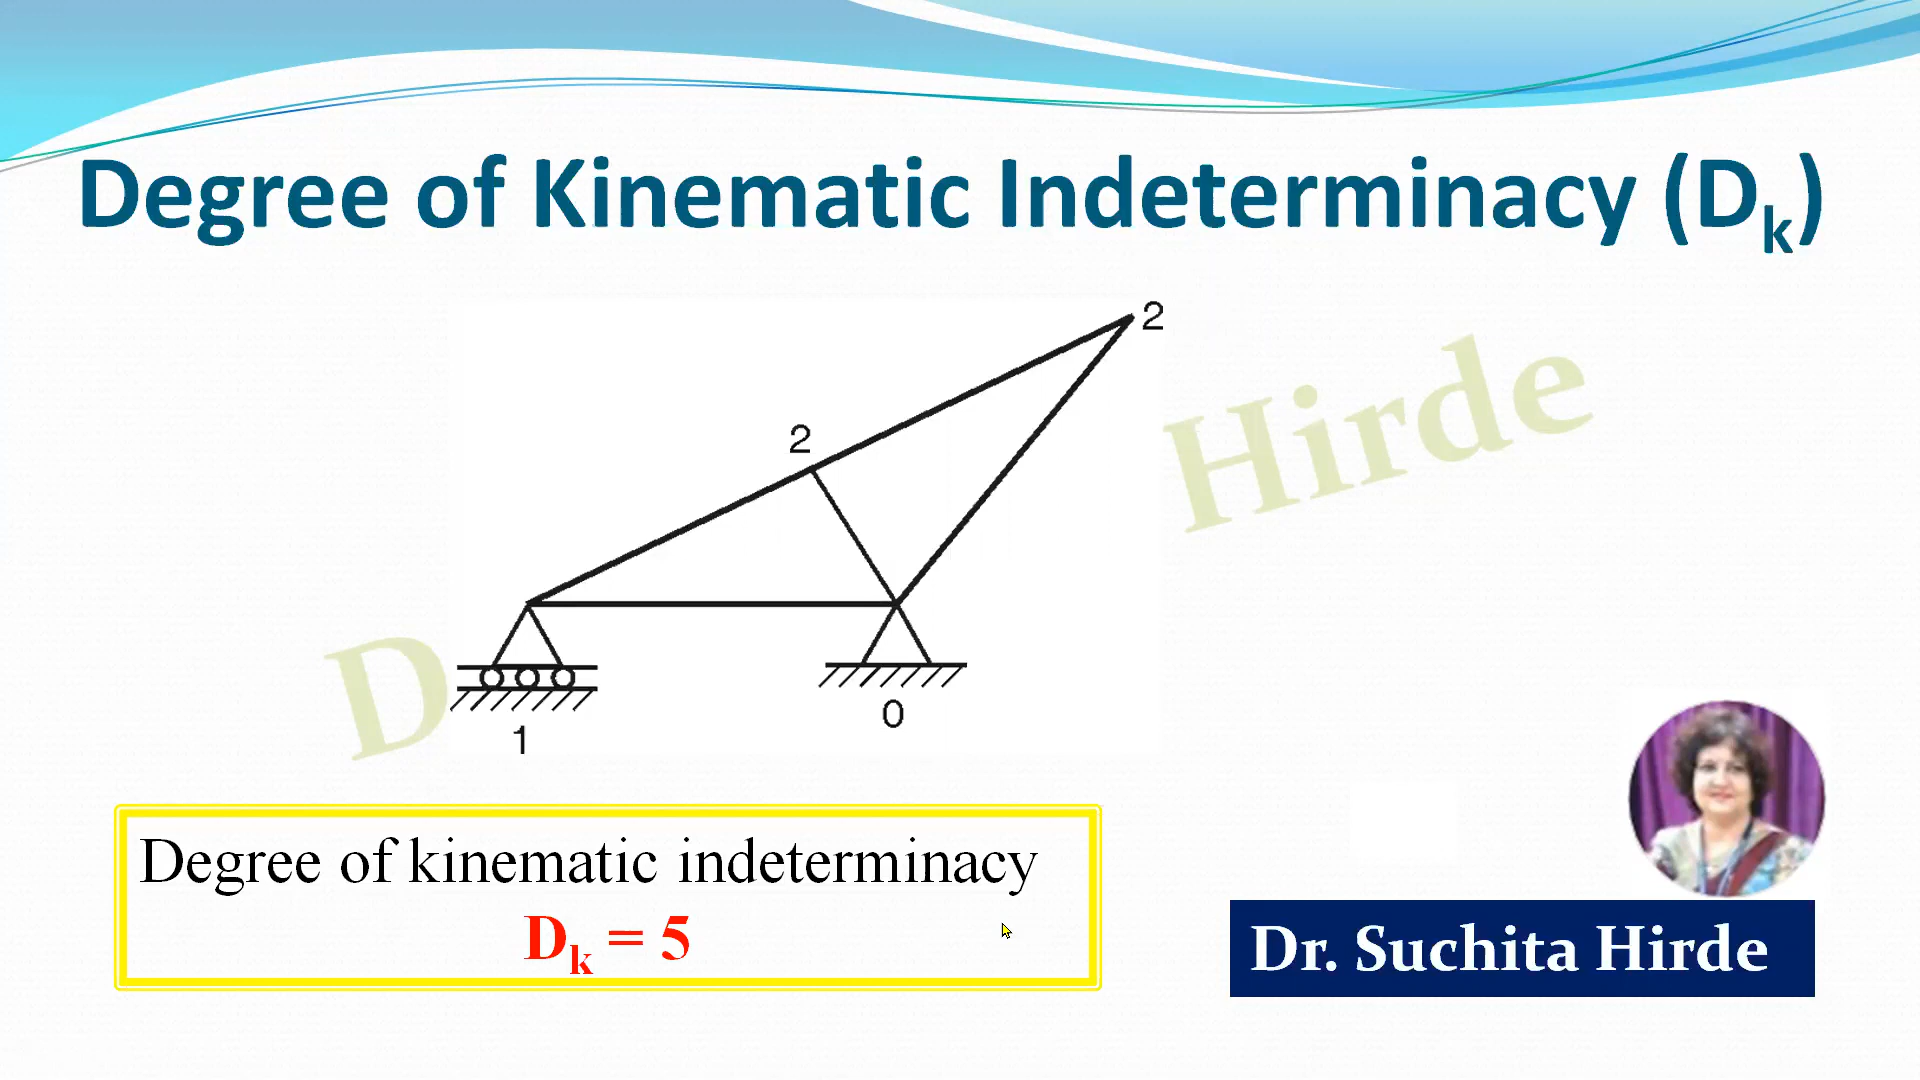 Degree of Kinematic Indeterminacy (Dk)
2
2
Hirde
D
0
1
Degree of kinematic indeterminacy
Dk = 5
Dr. Suchita Hirde